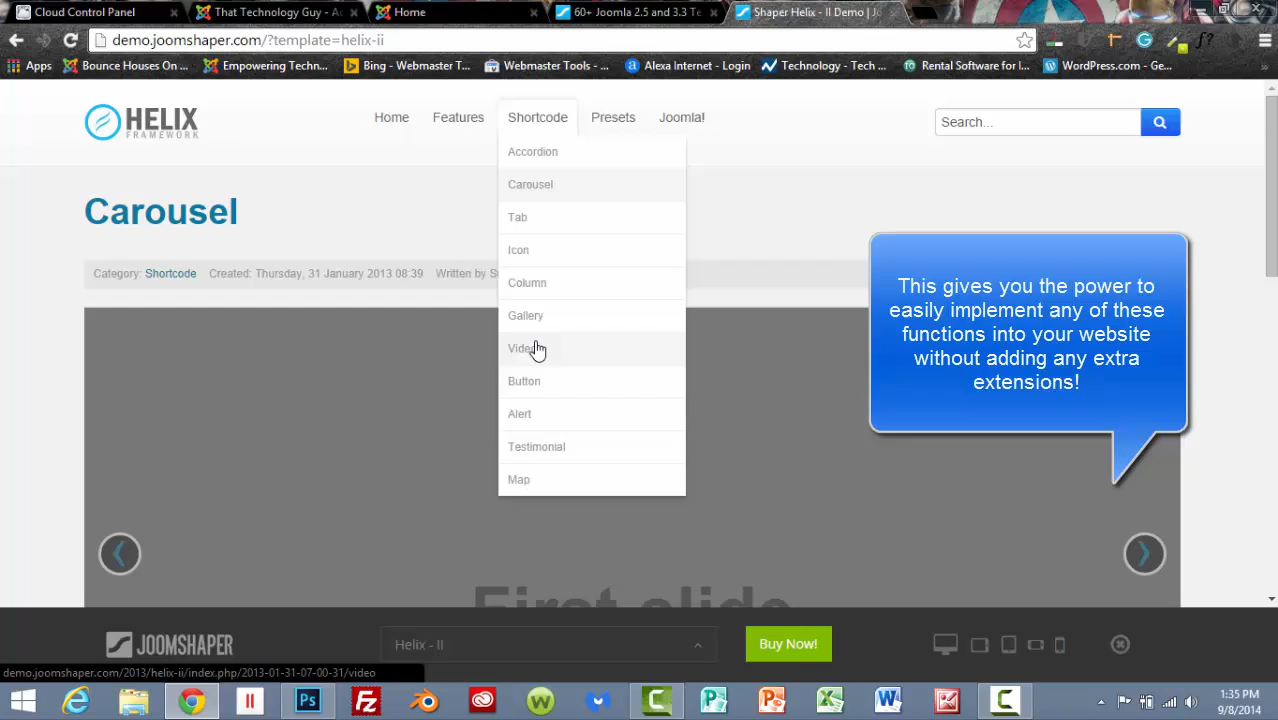 Cloud Control Panel
That Technology Guy - Ac
Home
60+ Joomla 2.5 and 3.3 Te
Shaper Helix - II Demo | Jo
demo.joomshaper.com/?template=helix-ii
Apps
Bounce Houses On ...
Empowering Techn...
Bing - Webmaster T...
Webmaster Tools - ...
Alexa Internet - Login
Technology - Tech ...
Rental Software for I...
WordPress.com - Ge...
HELIX
FRAMEWORK
Home
Features
Shortcode
Presets
Joomla!
Search...
Accordion
Carousel
Tab
Icon
Column
Gallery
Video
Button
Alert
Testimonial
Map
Carousel
Category: Shortcode Created: Thursday, 31 January 2013 08:39 Written by
This gives you the power to
easily implement any of these
functions into your website
without adding any extra
extensions!
First slide
JOOMSHAPER
Helix - II
Buy Now!
demo.joomshaper.com/2013/helix-ii/index.php/2013-01-31-07-00-31/video
1:35 PM
9/8/2014